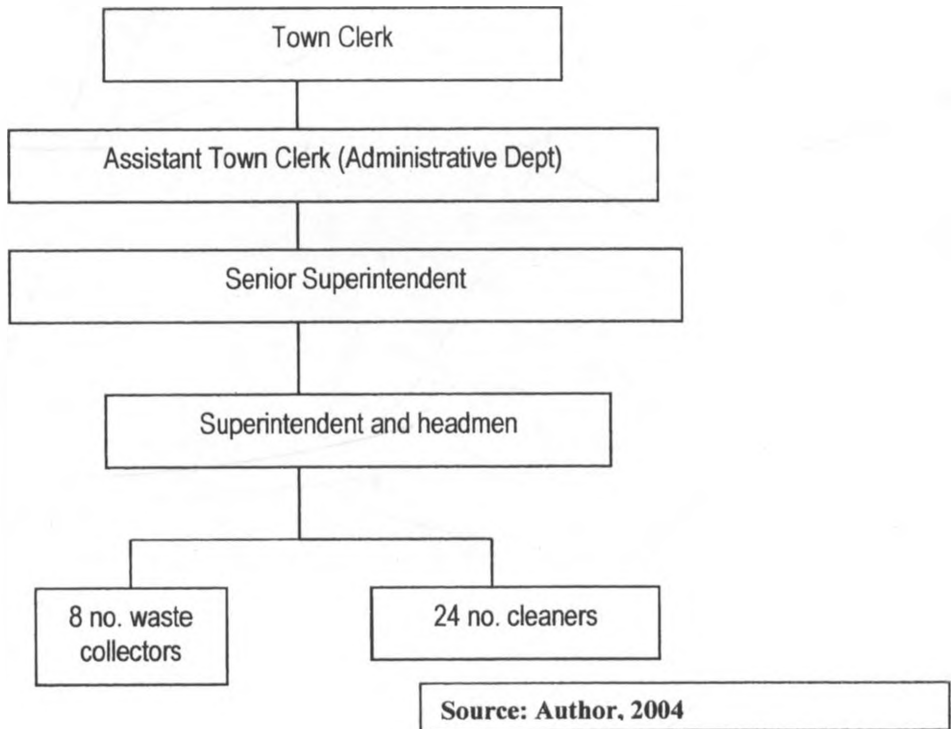 Town Clerk
Assistant Town Clerk (Administrative Dept)
Senior Superintendent
Superintendent and headmen
8 no. waste
collectors
24 no. cleaners
Source: Author, 2004